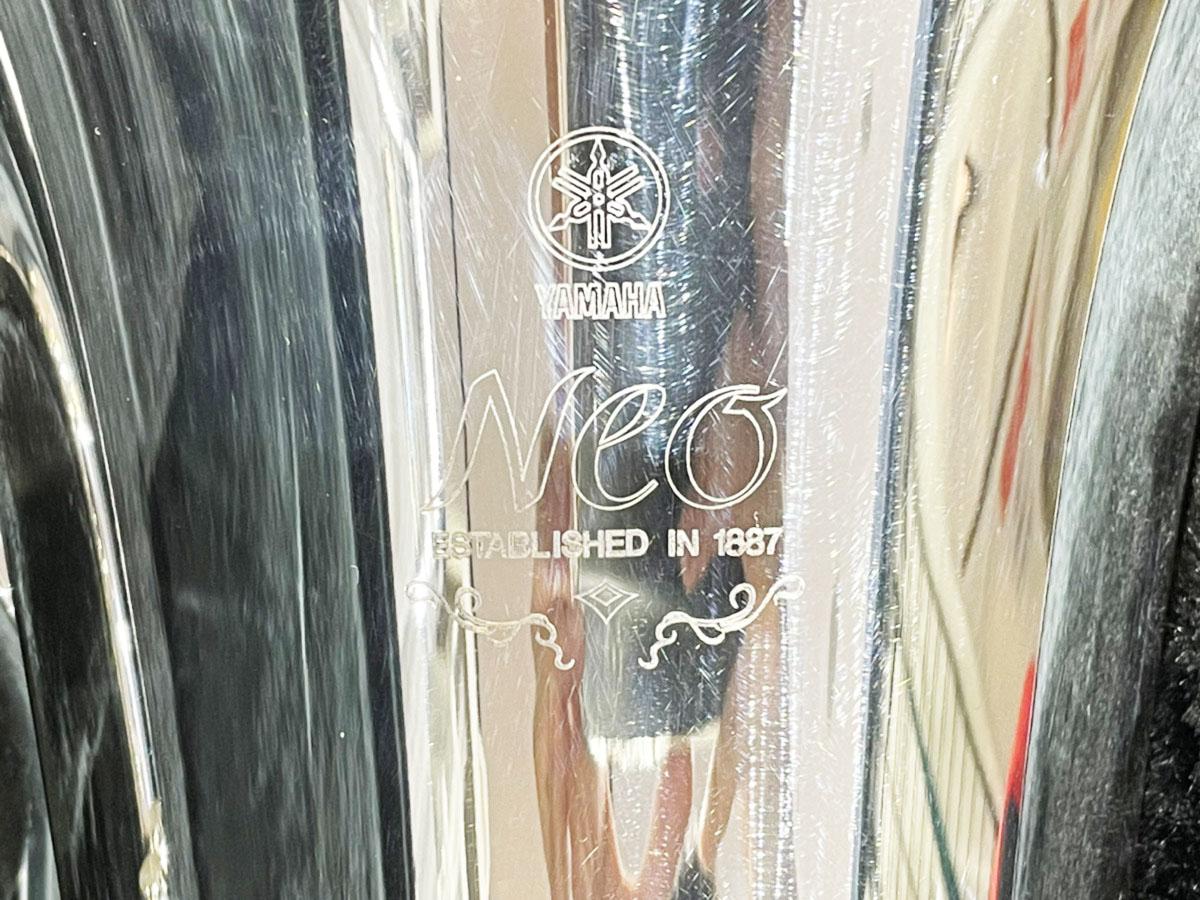 YAMAHA
Neo
ESTABLISHED IN 1887